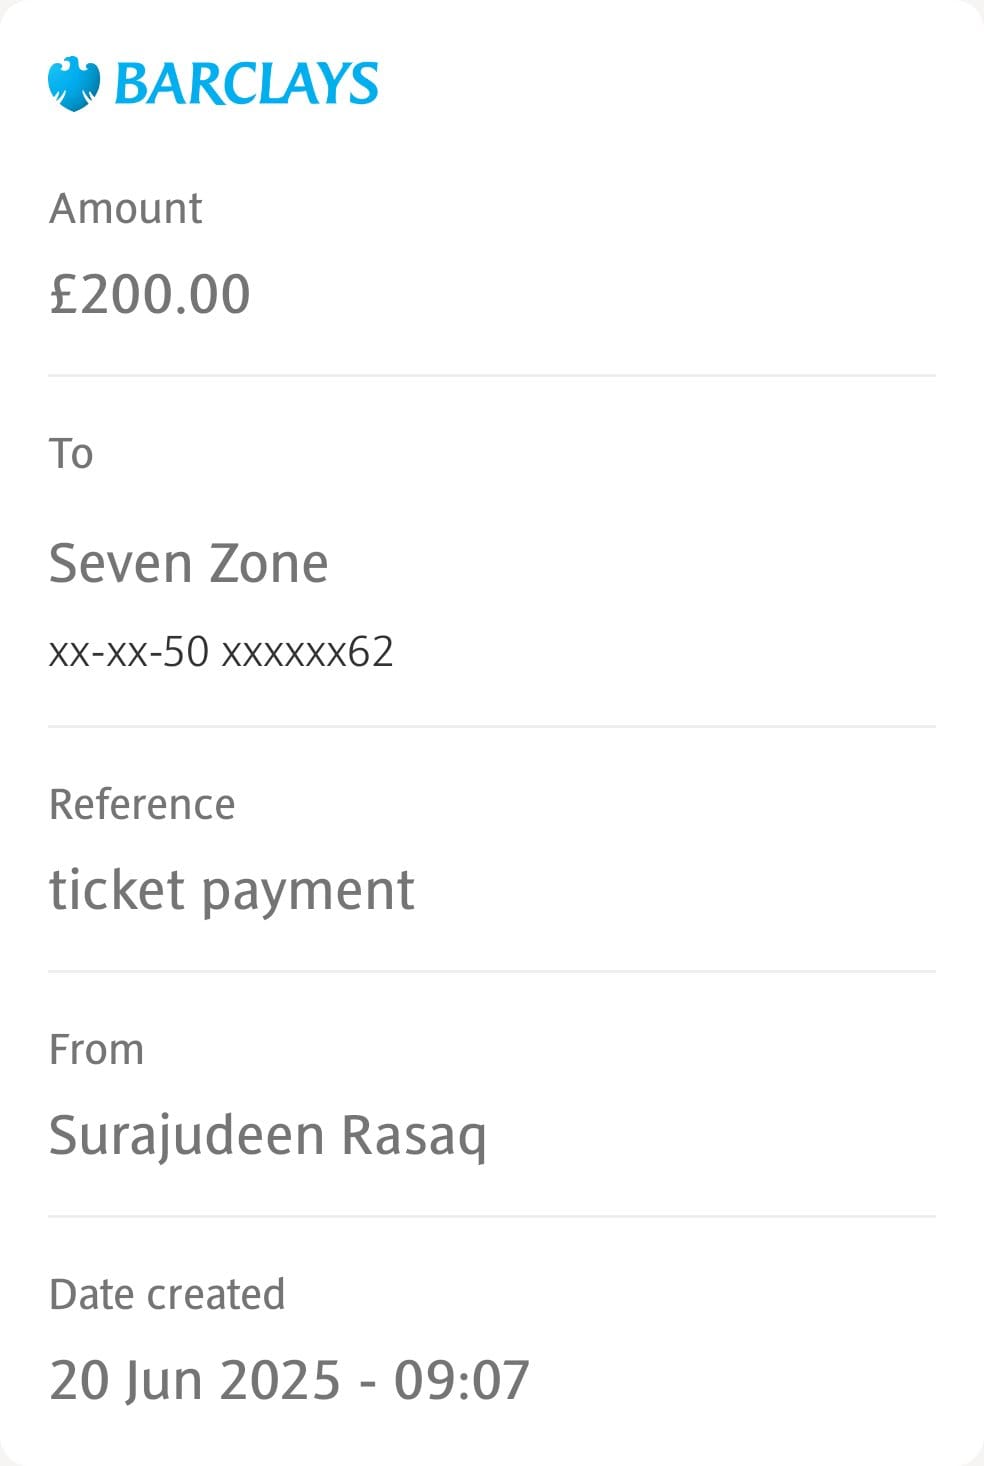 BARCLAYS
Amount
£200.00
To
Seven Zone
xx-xx-50 xxxxxx62
Reference
ticket payment
From
Surajudeen Rasaq
Date created
20 Jun 2025 - 09:07